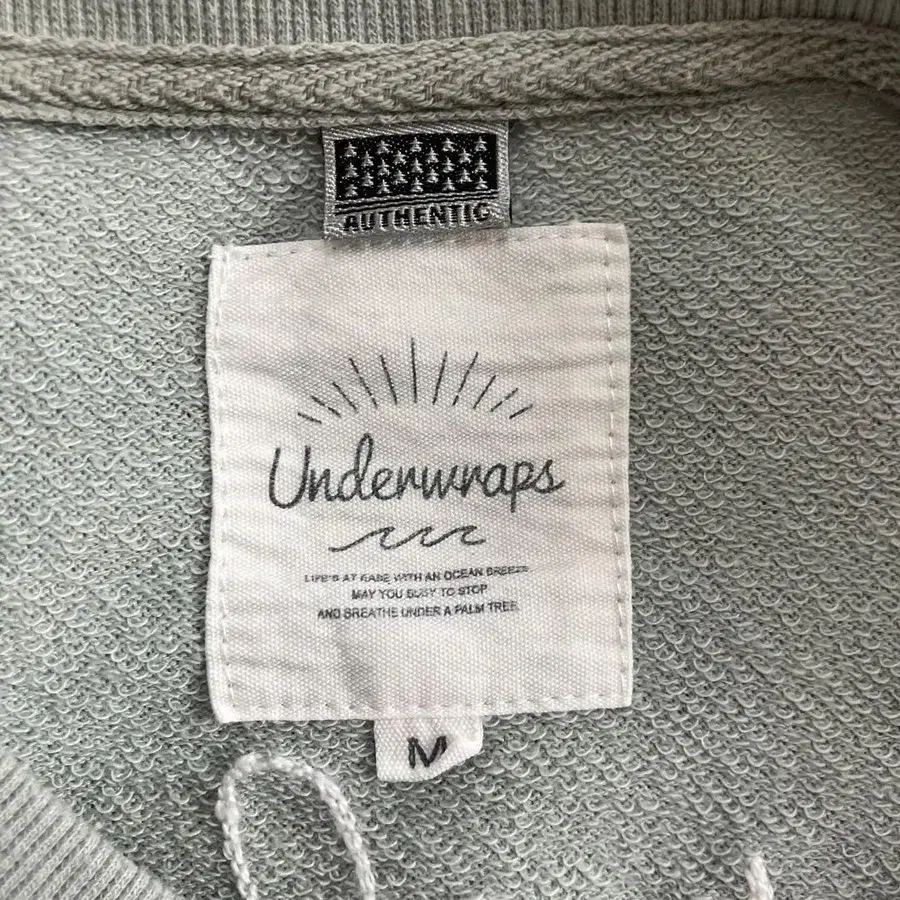 AUTHENTIC
Underwraps
LIFE'S AT EASE WITH AN OCEAN BREEZE
MAY YOU BUSY TO STOP
AND BREATHE UNDER A PALM TREE.
M